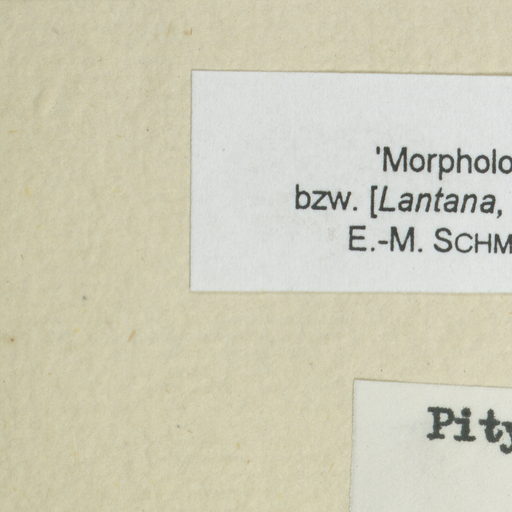 'Morpholo
bzw. [Lantana,
E.-M. SCHM
Pity